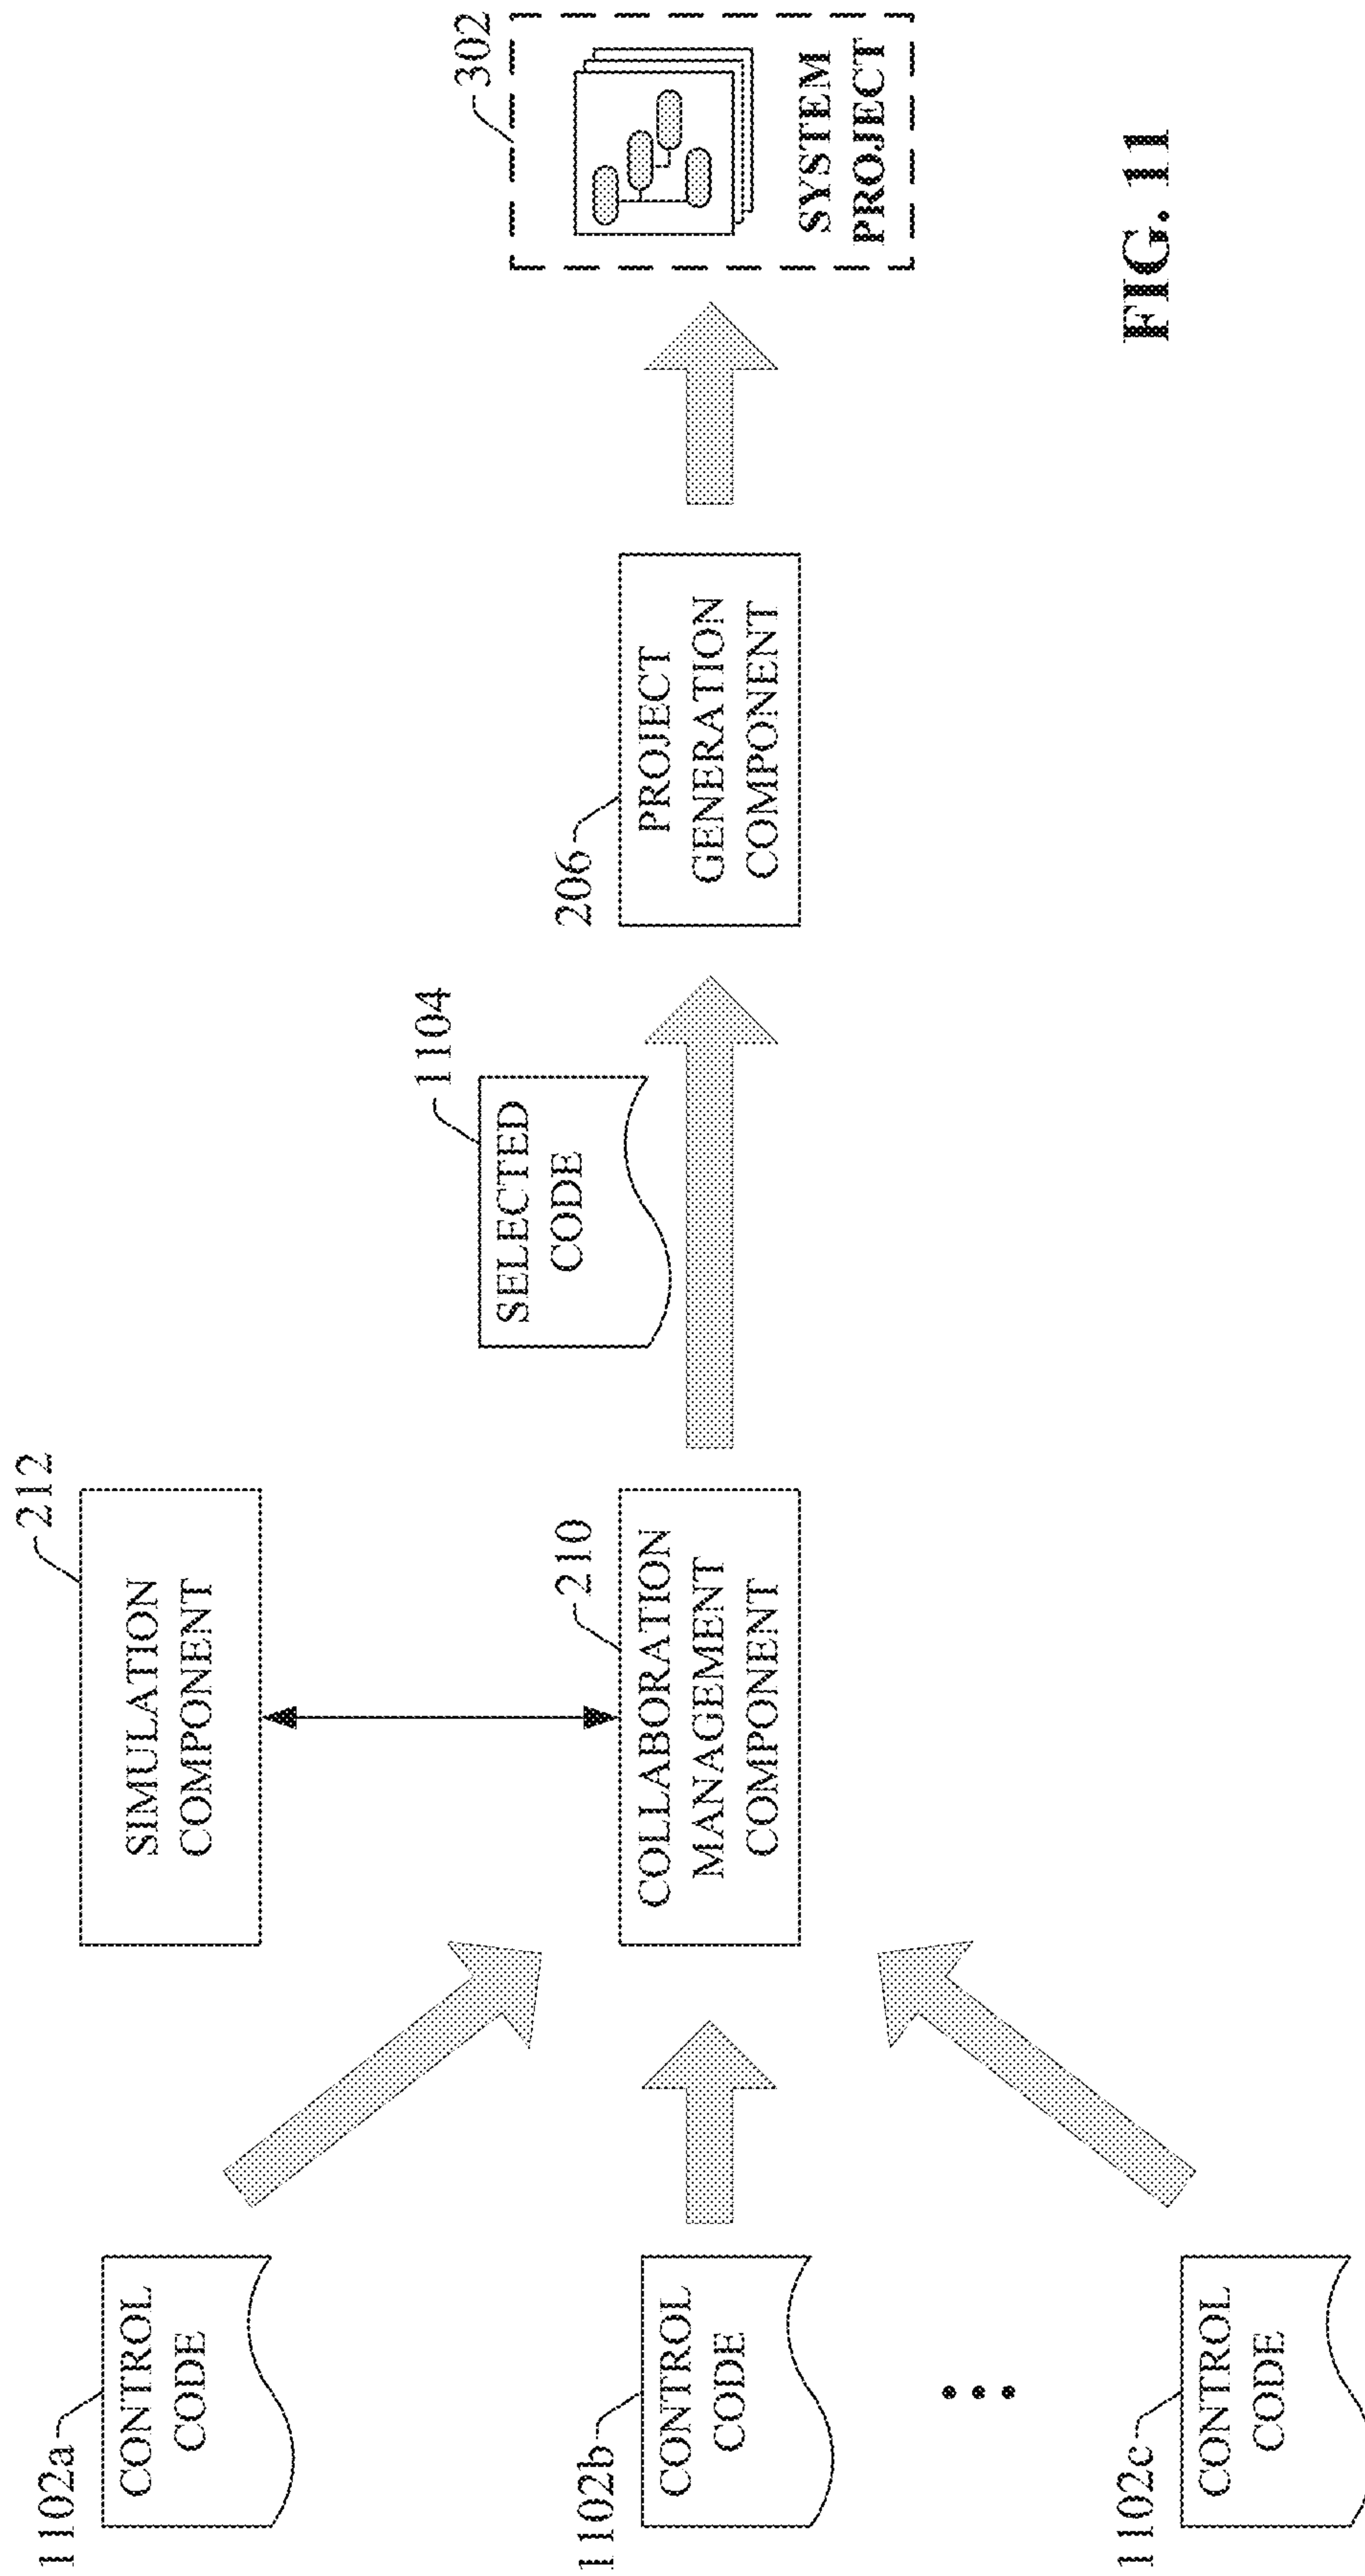 1102a
CONTROL
CODE
1102b
CONTROL
CODE
1102c
CONTROL
CODE
212
SIMULATION
COMPONENT
210
COLLABORATION
MANAGEMENT
COMPONENT
1104
SELECTED
CODE
206
PROJECT
GENERATION
COMPONENT
302
SYSTEM
PROJECT
FIG. 11